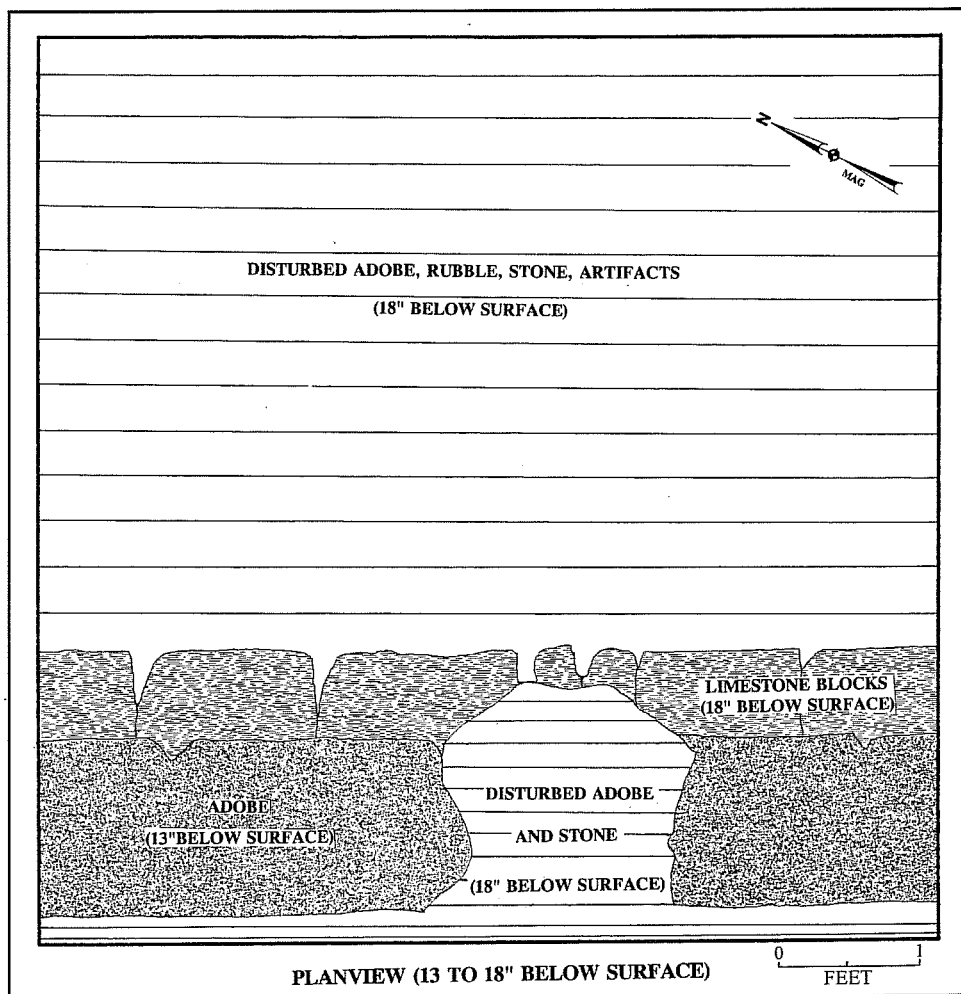 N
MAG
DISTURBED ADOBE, RUBBLE, STONE, ARTIFACTS
(18" BELOW SURFACE)
LIMESTONE BLOCKS
(18" BELOW SURFACE)
ADOBE
(13"BELOW SURFACE)
DISTURBED ADOBE
AND STONE
(18" BELOW SURFACE)
PLANVIEW (13 TO 18" BELOW SURFACE)
0 1
FEET